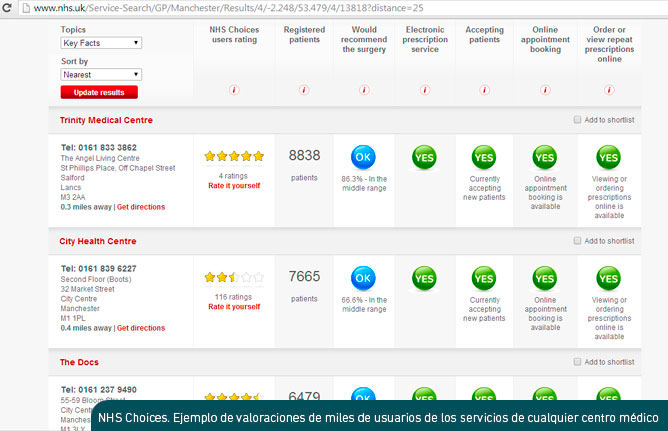 www.nhs.uk/Service-Search/GP/Manchester/Results/4/-2.248/53.479/4/13818?distance=25
Topics
Key Facts
Sort by
Nearest
Update results
NHS Choices
users rating
Registered
patients
Would
recommend
the surgery
Electronic
prescription
service
Accepting
patients
Online
appointment
booking
Order or
view repeat
prescriptions
online
i
i
i
i
i
i
i
Trinity Medical Centre
Add to shortlist
Tel: 0161 833 3862
The Angel Living Centre
St Phillips Place, Off Chapel Street
Salford
Lancs
M3 2AA
0.3 miles away | Get directions
4 ratings
Rate it yourself
8838
patients
OK
86.3% - In the
middle range
YES
YES
Currently
accepting
new patients
YES
Online
appointment
booking is
available
YES
Viewing or
ordering
prescriptions
online is
available
City Health Centre
Add to shortlist
Tel: 0161 839 6227
Second Floor (Boots)
32 Market Street
City Centre
Manchester
M1 1PL
0.4 miles away | Get directions
116 ratings
Rate it yourself
7665
patients
OK
66.6% - In the
middle range
YES
YES
Currently
accepting
new patients
YES
Online
appointment
booking is
available
YES
Viewing or
ordering
prescriptions
online is
available
The Docs
Add to shortlist
Tel: 0161 237 9490
55-59 Bloom
City
6479
OK
YES
YES
YES
YES
NHS Choices. Ejemplo de valoraciones de miles de usuarios de los servicios de cualquier centro médico